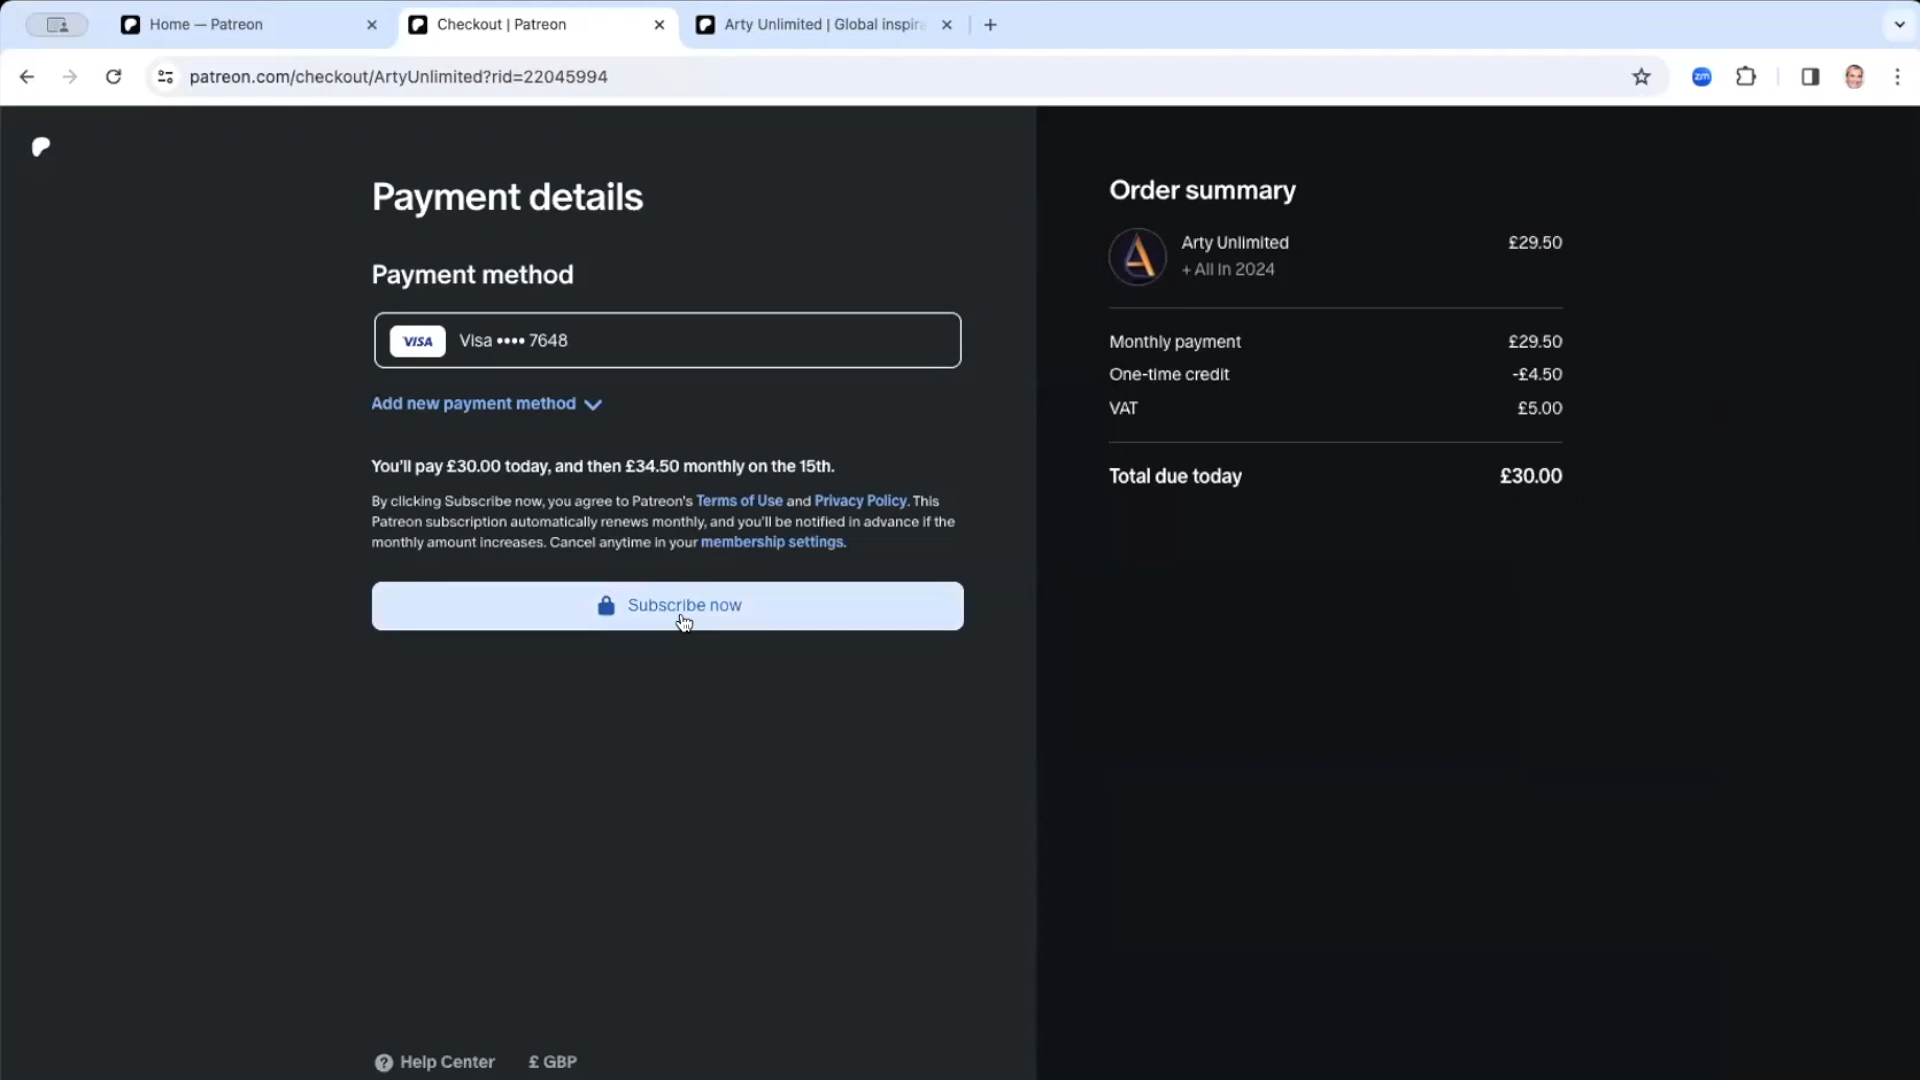 Home — Patreon
Checkout | Patreon
Arty Unlimited | Global inspira
patreon.com/checkout/ArtyUnlimited?rid=22045994
zm
Payment details
Payment method
VISA Visa •••• 7648
Add new payment method
You'll pay £30.00 today, and then £34.50 monthly on the 15th.
By clicking Subscribe now, you agree to Patreon's Terms of Use and Privacy Policy. This
Patreon subscription automatically renews monthly, and you'll be notified in advance if the
monthly amount increases. Cancel anytime in your membership settings.
Subscribe now
Help Center £ GBP
Order summary
Arty Unlimited £29.50
+ All In 2024
Monthly payment £29.50
One-time credit -£4.50
VAT £5.00
Total due today £30.00